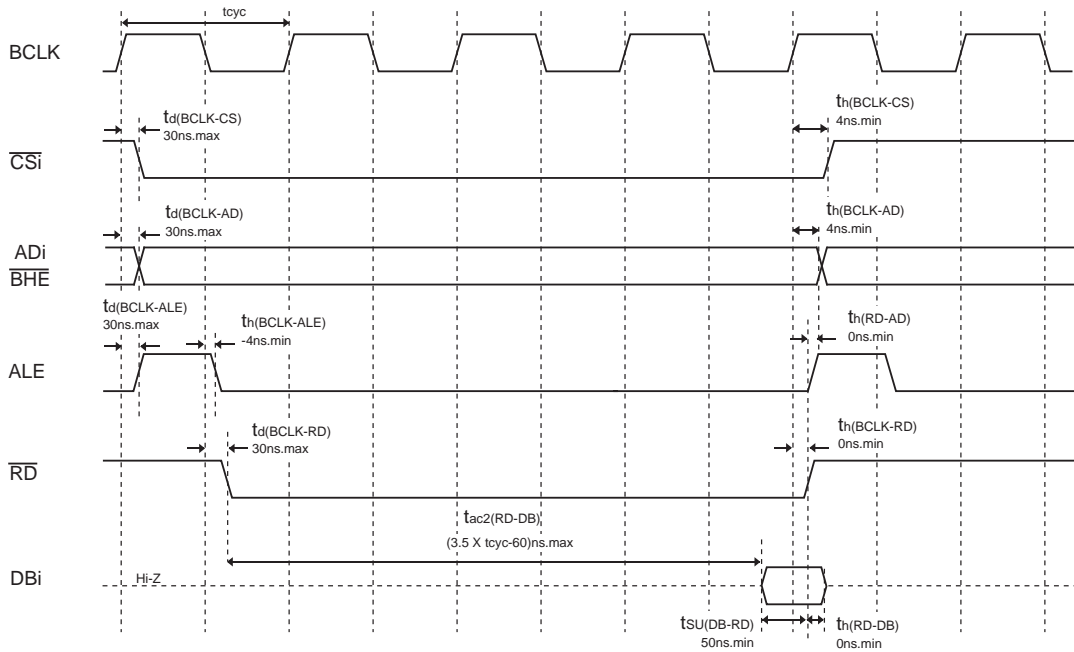 tcyc
BCLK
td(BCLK-CS)
30ns.max
th(BCLK-CS)
4ns.min
CSi
td(BCLK-AD)
30ns.max
th(BCLK-AD)
4ns.min
ADi
BHE
td(BCLK-ALE)
30ns.max
th(BCLK-ALE)
-4ns.min
th(RD-AD)
0ns.min
ALE
td(BCLK-RD)
30ns.max
th(BCLK-RD)
0ns.min
RD
tac2(RD-DB)
(3.5 X tcyc-60)ns.max
DBi
Hi-Z
tSU(DB-RD)
50ns.min
th(RD-DB)
0ns.min